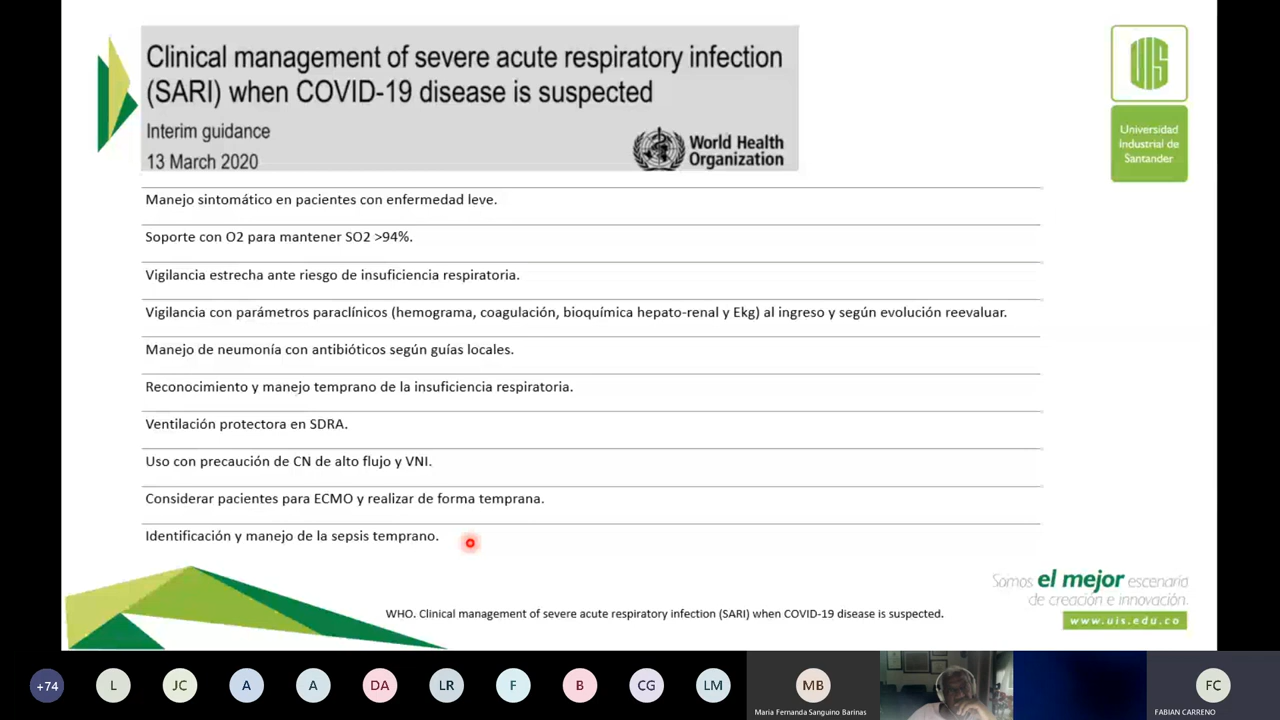 Clinical management of severe acute respiratory infection
(SARI) when COVID-19 disease is suspected
Interim guidance
13 March 2020
World Health
Organization
UIS
Universidad
Industrial de
Santander
Manejo sintomático en pacientes con enfermedad leve.
Soporte con O2 para mantener SO2 >94%.
Vigilancia estrecha ante riesgo de insuficiencia respiratoria.
Vigilancia con parámetros paraclínicos (hemograma, coagulación, bioquímica hepato-renal y Ekg) al ingreso y según evolución reevaluar.
Manejo de neumonía con antibióticos según guías locales.
Reconocimiento y manejo temprano de la insuficiencia respiratoria.
Ventilación protectora en SDRA.
Uso con precaución de CN de alto flujo y VNI.
Considerar pacientes para ECMO y realizar de forma temprana.
Identificación y manejo de la sepsis temprano.
Somos el mejor escenario
de creación e innovación.
www.uis.edu.co
WHO. Clinical management of severe acute respiratory infection (SARI) when COVID-19 disease is suspected.
+74
L
JC
A
A
DA
LR
F
B
CG
LM
MB
Maria Fernanda Sanguino Barinas
FC
FABIAN CARREÑO